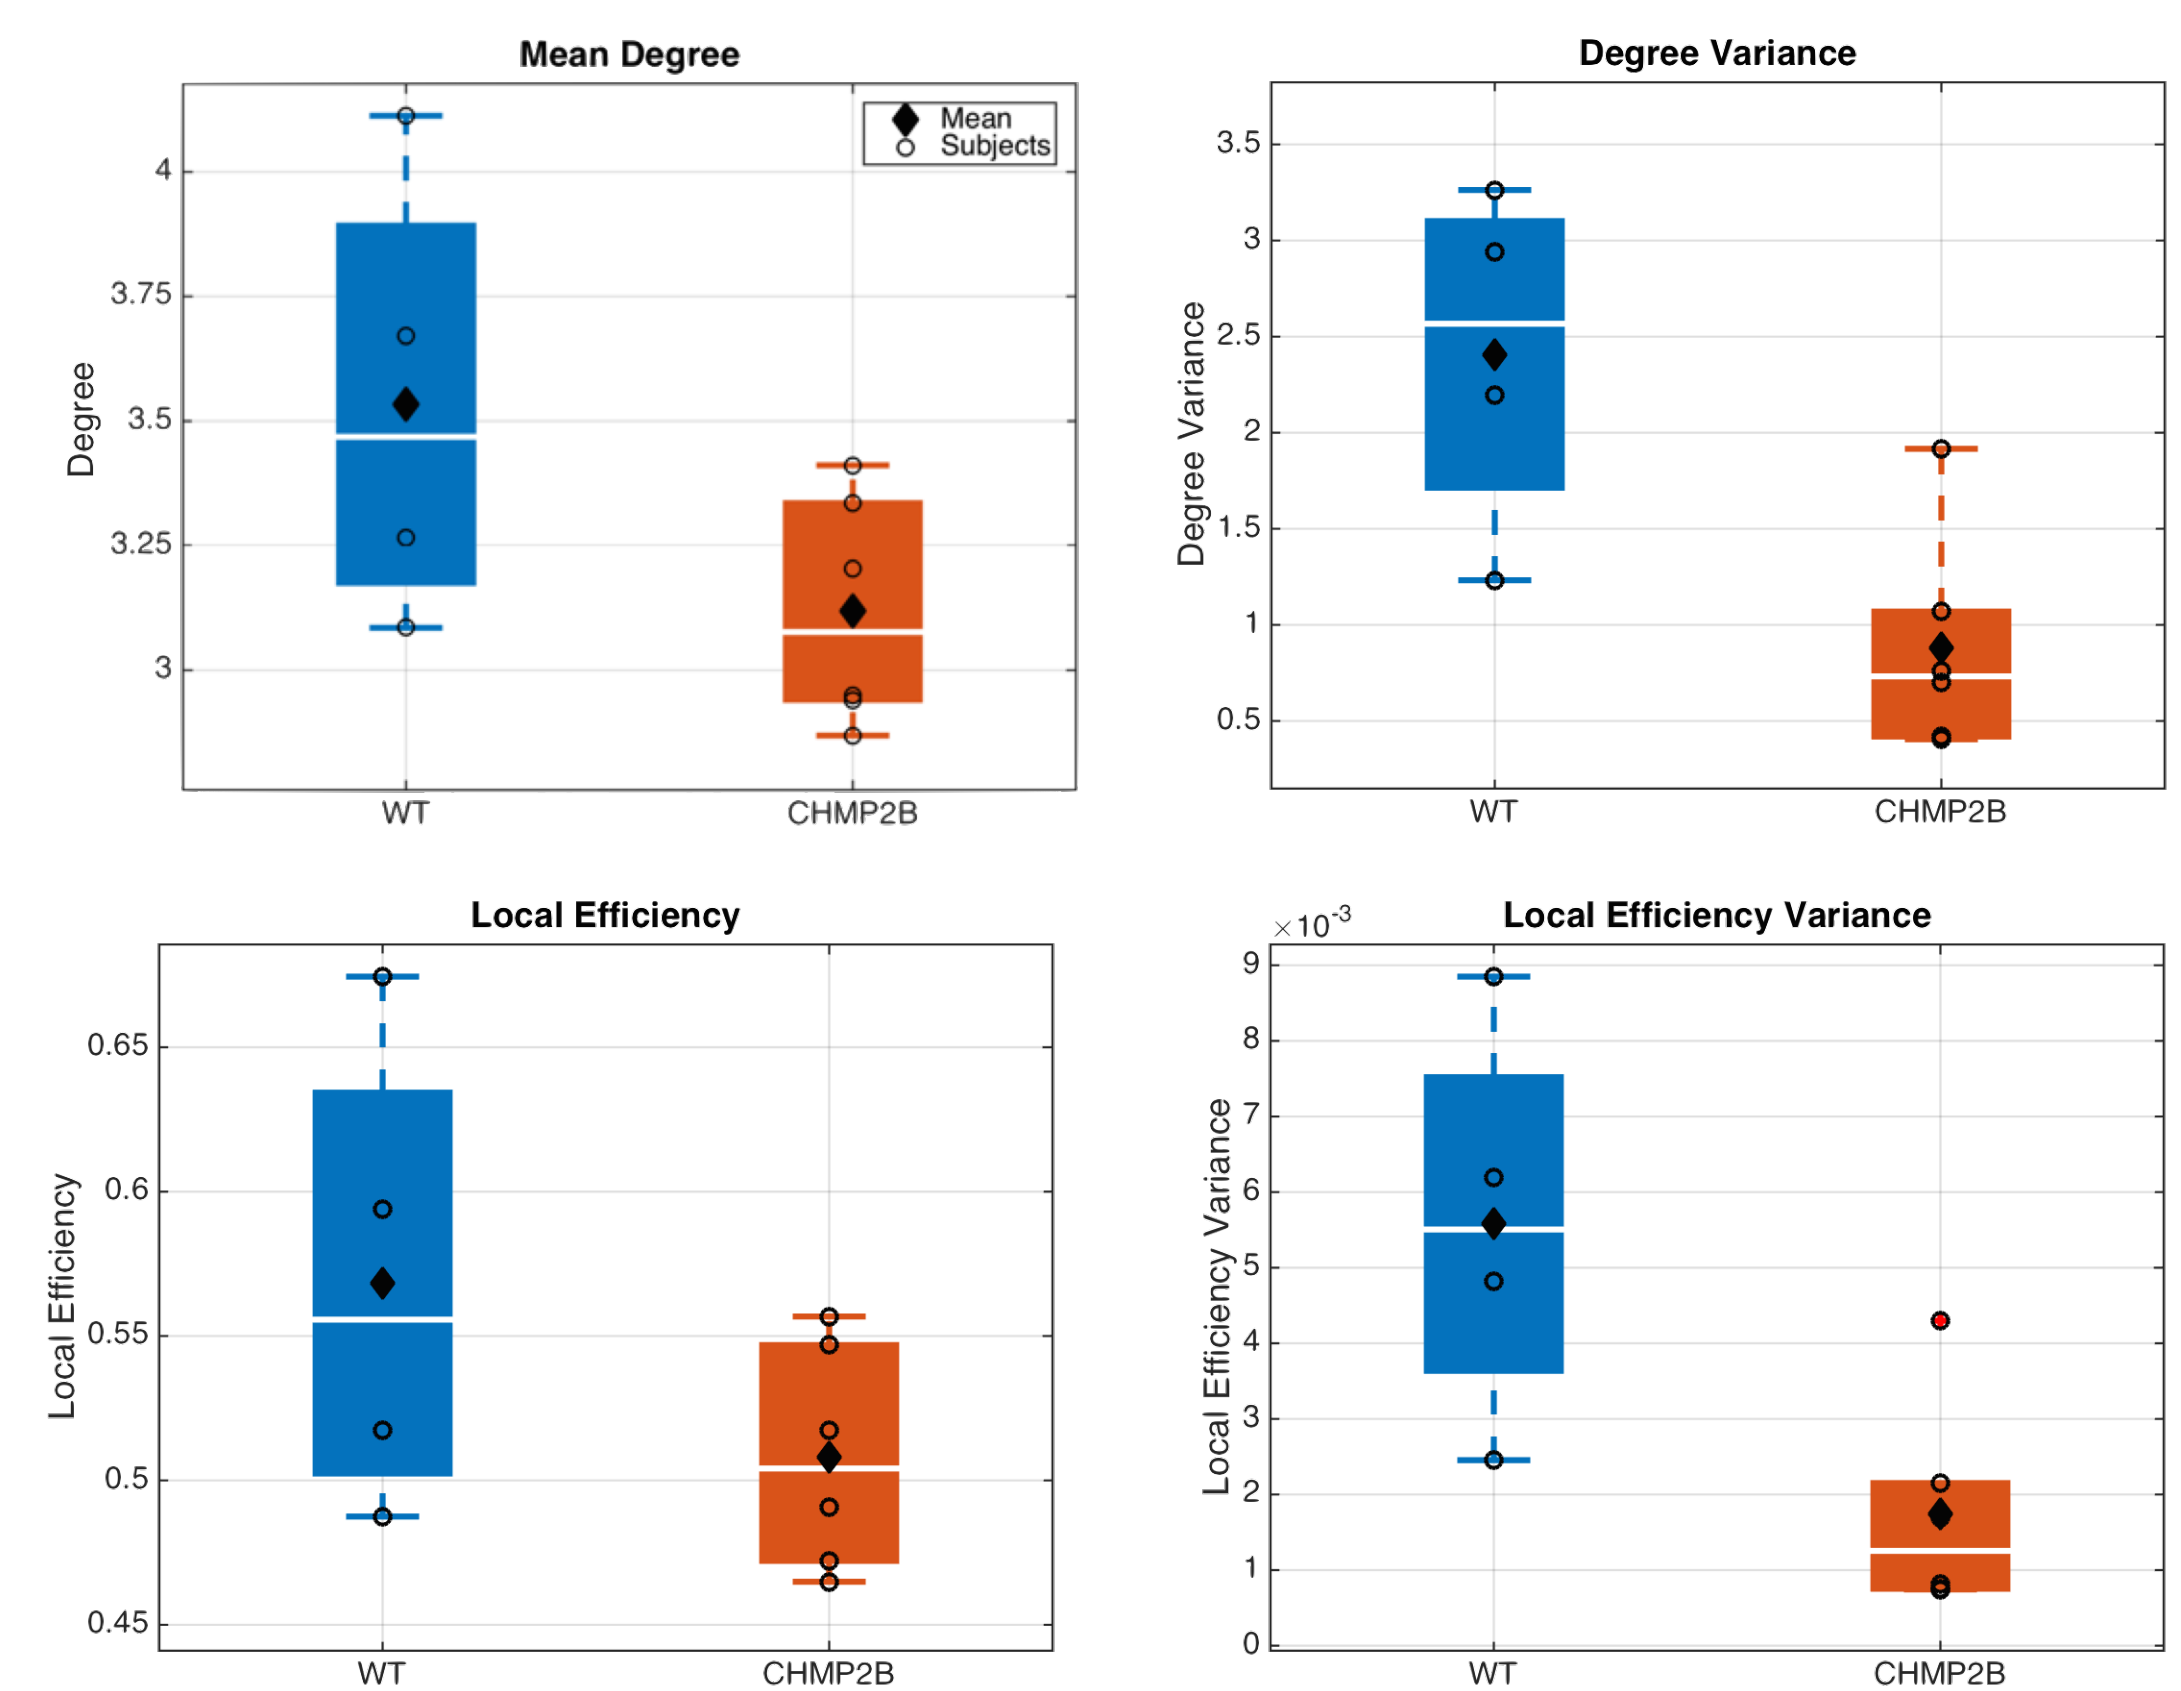 Mean Degree
Mean
Subjects
4
3.75
3.5
3.25
3
Degree
WT
CHMP2B
Degree Variance
3.5
3
2.5
2
1.5
1
0.5
Degree Variance
WT
CHMP2B
Local Efficiency
0.65
0.6
0.55
0.5
0.45
Local Efficiency
WT
CHMP2B
Local Efficiency Variance
×10-3
9
8
7
6
5
4
3
2
1
0
Local Efficiency Variance
WT
CHMP2B